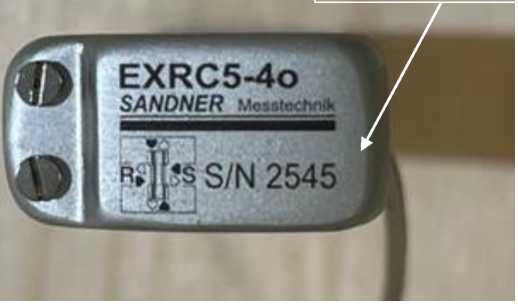 EXRC5-4o
SANDNER Messtechnik
R S S/N 2545